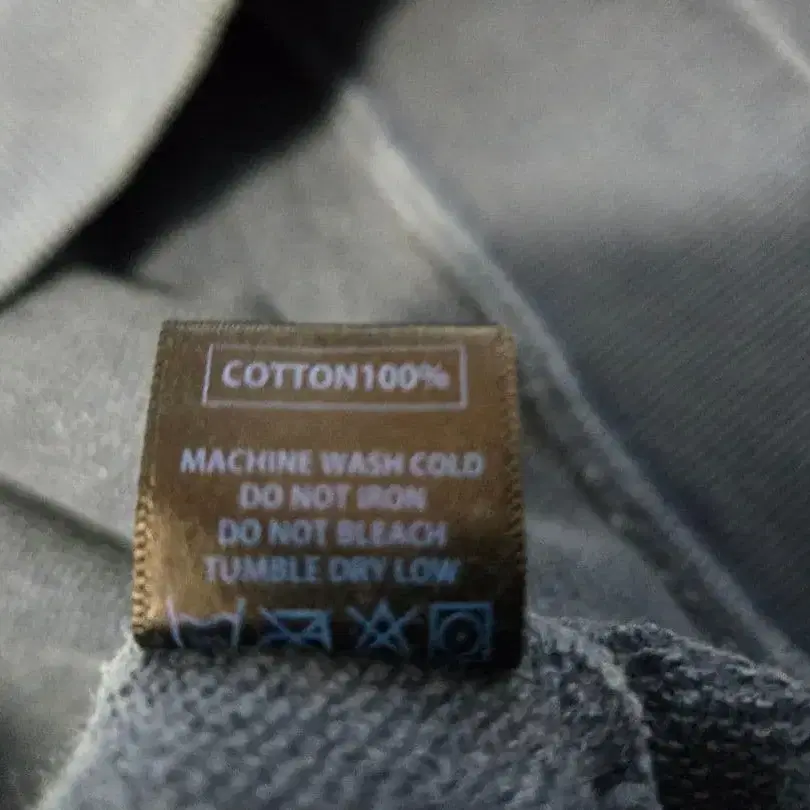 COTTON100%
MACHINE WASH COLD
DO NOT IRON
DO NOT BLEACH
TUMBLE DRY LOW